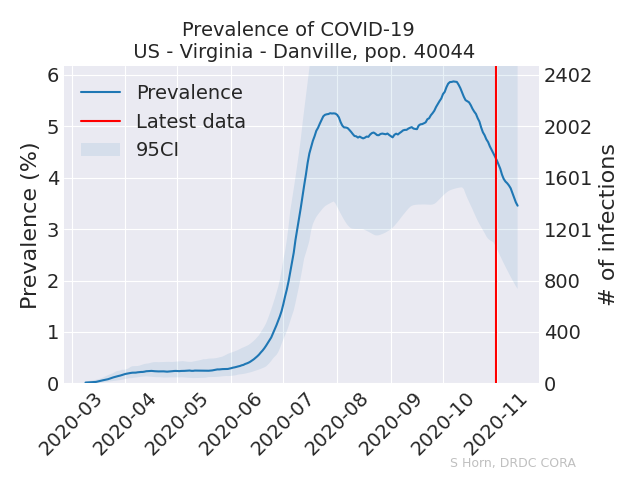 Prevalence of COVID-19
US - Virginia - Danville, pop. 40044
Prevalence
Latest data
95CI
Prevalence (%)
6
5
4
3
2
1
0
2402
2002
1601
1201
800
400
0
# of infections
2020-03
2020-04
2020-05
2020-06
2020-07
2020-08
2020-09
2020-10
2020-11
S Horn, DRDC CORA